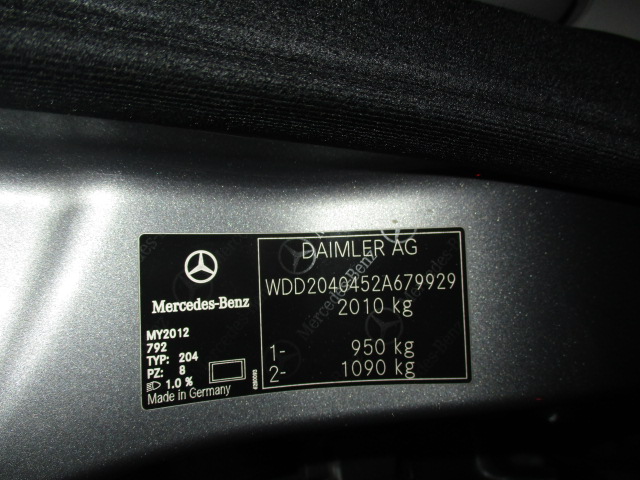 Mercedes-Benz
MY2012
792
TYP: 204
PZ: 8
1.0 %
Made in Germany
DAIMLER AG
WDD2040452A679929
2010 kg
1- 950 kg
2- 1090 kg